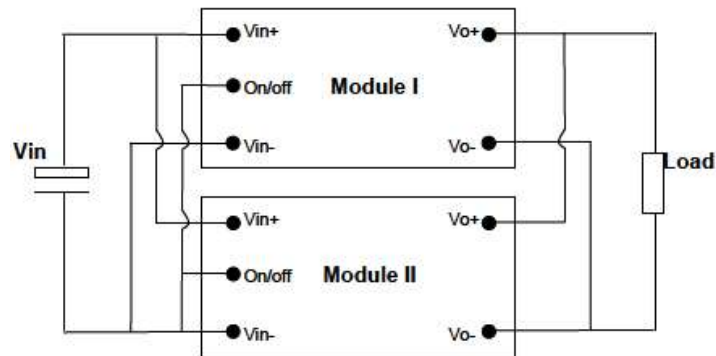 Vin+
Vo+
On/off
Module I
Vin-
Vo-
Vin
Load
Vin+
Vo+
On/off
Module II
Vin-
Vo-